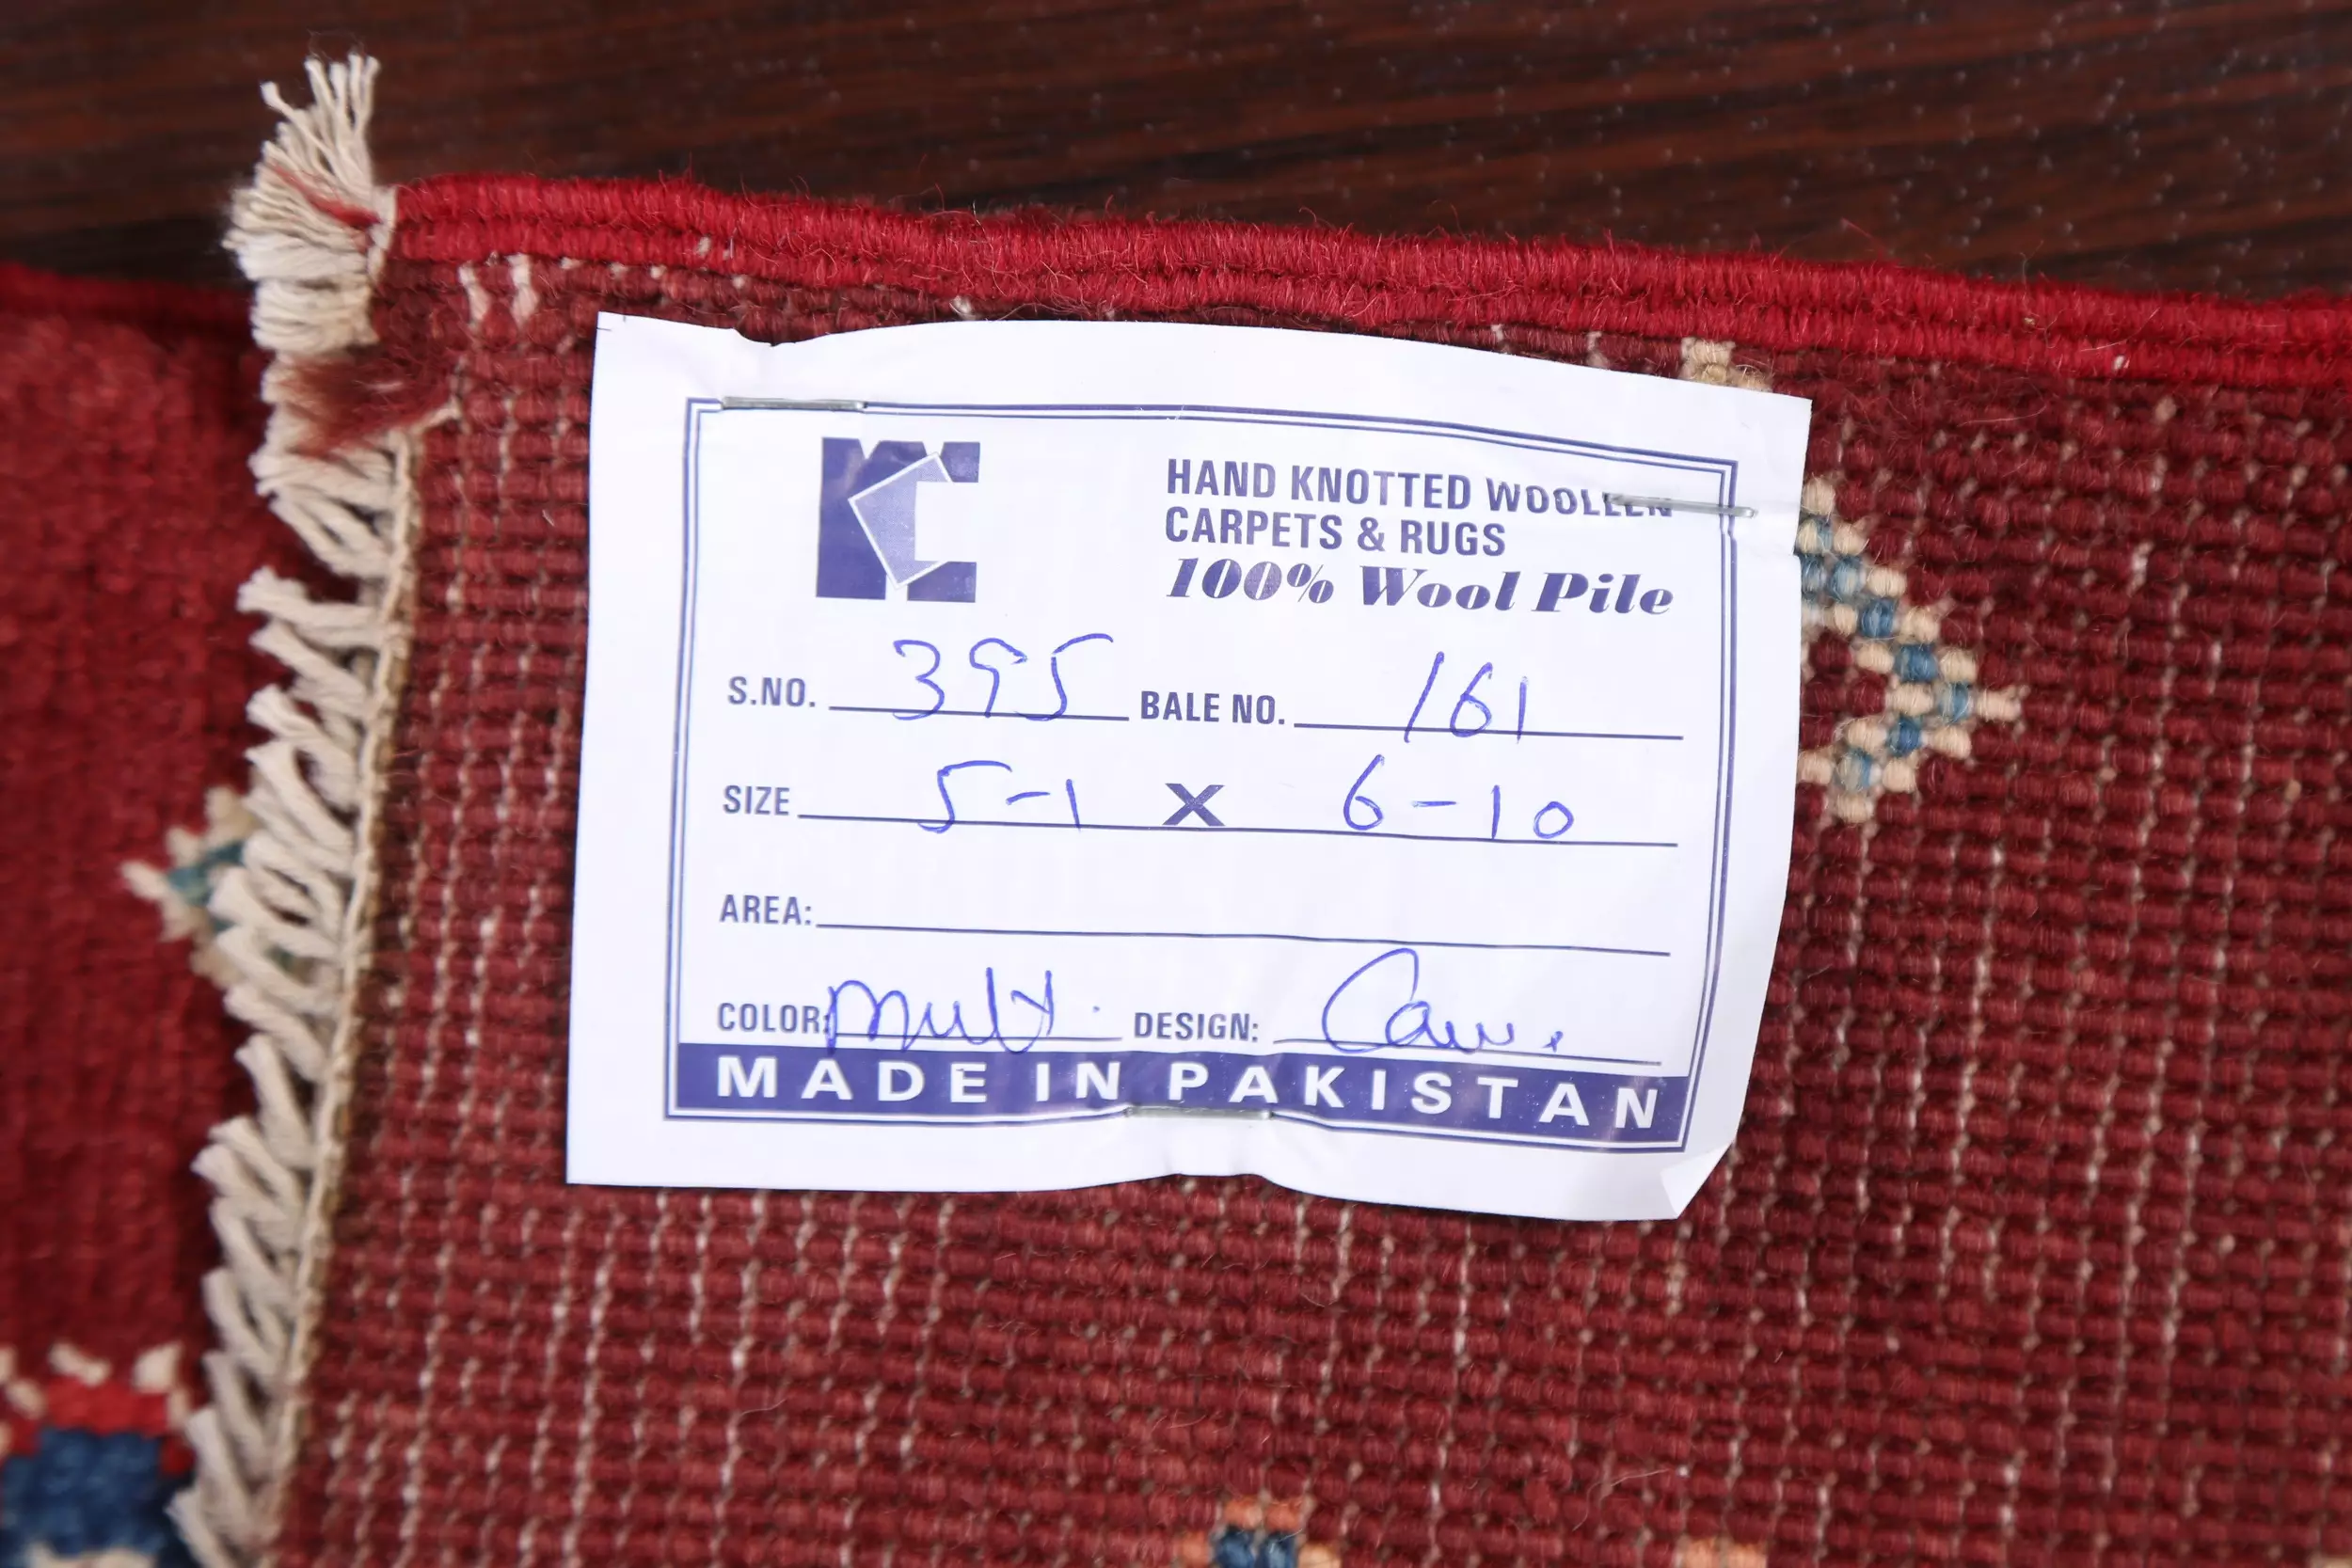 HAND KNOTTED WOOLLEN
CARPETS & RUGS
100% Wool Pile
S.NO. 395 BALE NO. 161
SIZE 5-1 X 6-10
AREA:
COLOR: Mult. DESIGN:
MADE IN PAKISTAN